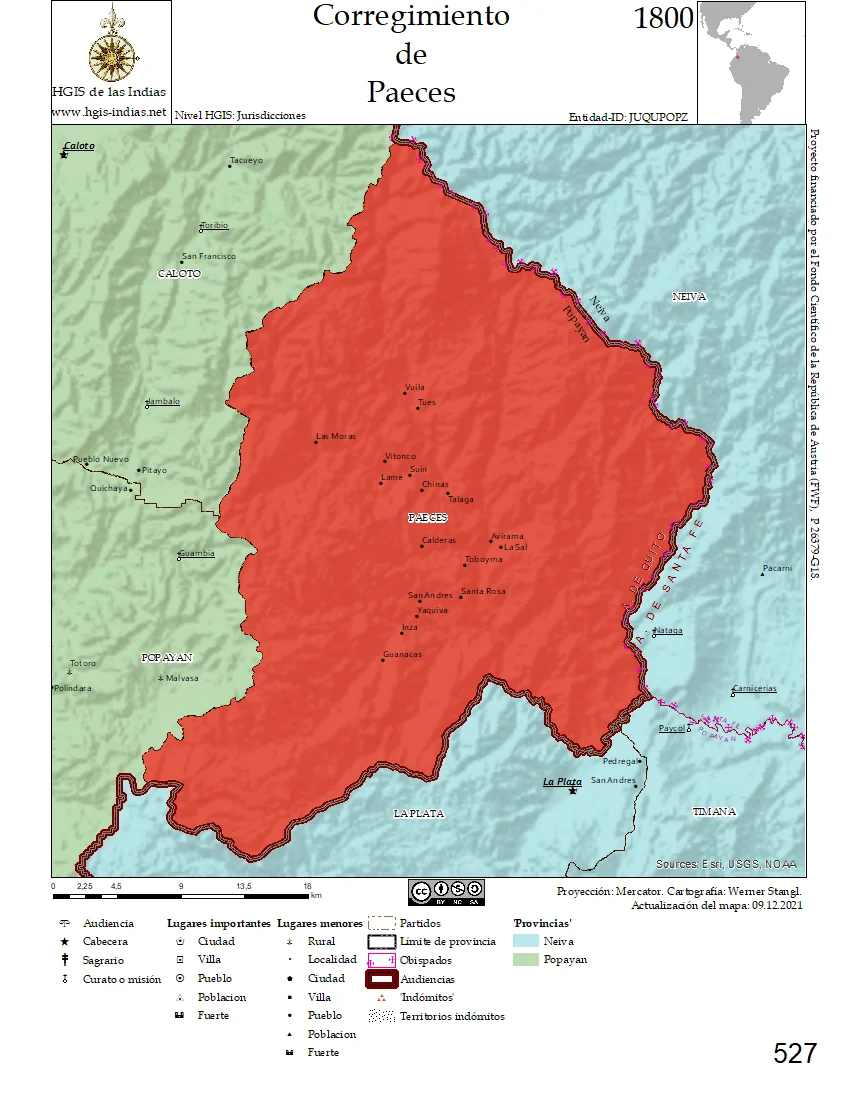 Corregimiento
de
Paeces
1800
HGIS de las Indias
www.hgis-indias.net
Nivel HGIS: Jurisdicciones
Entidad-ID: JUQUPOPZ
Proyecto financiado por el Fondo Científico de la República de Austria (FWF), P 26379-G18.
Caloto
Tacueyo
Toribio
San Francisco
CALOTO
NEIVA
Neiva
Popayan
Vuila
Tues
Jambalo
Las Moras
Pueblo Nuevo
Pitayo
Quichaya
Vitonco
Suin
Lame
Chinas
Talaga
PAECES
Avirama
La Sal
Calderas
Toboyma
Guambia
A DE QUITO
A DE SANTA FE
Pacarni
San Andres
Santa Rosa
Yaquiva
Inza
Nataga
Guanacas
POPAYAN
Totoro
Malvasa
Polindara
Carnicerias
SANTA FE
POPAYAN
Paycol
Pedregal
La Plata
San Andres
LA PLATA
TIMANA
Sources: Esri, USGS, NOAA
0 2,25 4,5 9 13,5 18
km
cc
BY NC SA
Proyección: Mercator. Cartografía: Werner Stangl.
Actualización del mapa: 09.12.2021
Audiencia
Cabecera
Sagrario
Curato o misión
Lugares importantes
Ciudad
Villa
Pueblo
Poblacion
Fuerte
Lugares menores
Rural
Localidad
Ciudad
Villa
Pueblo
Poblacion
Fuerte
Partidos
Límite de provincia
Obispados
Audiencias
'Indómitos'
Territorios indómitos
'Provincias'
Neiva
Popayan
527